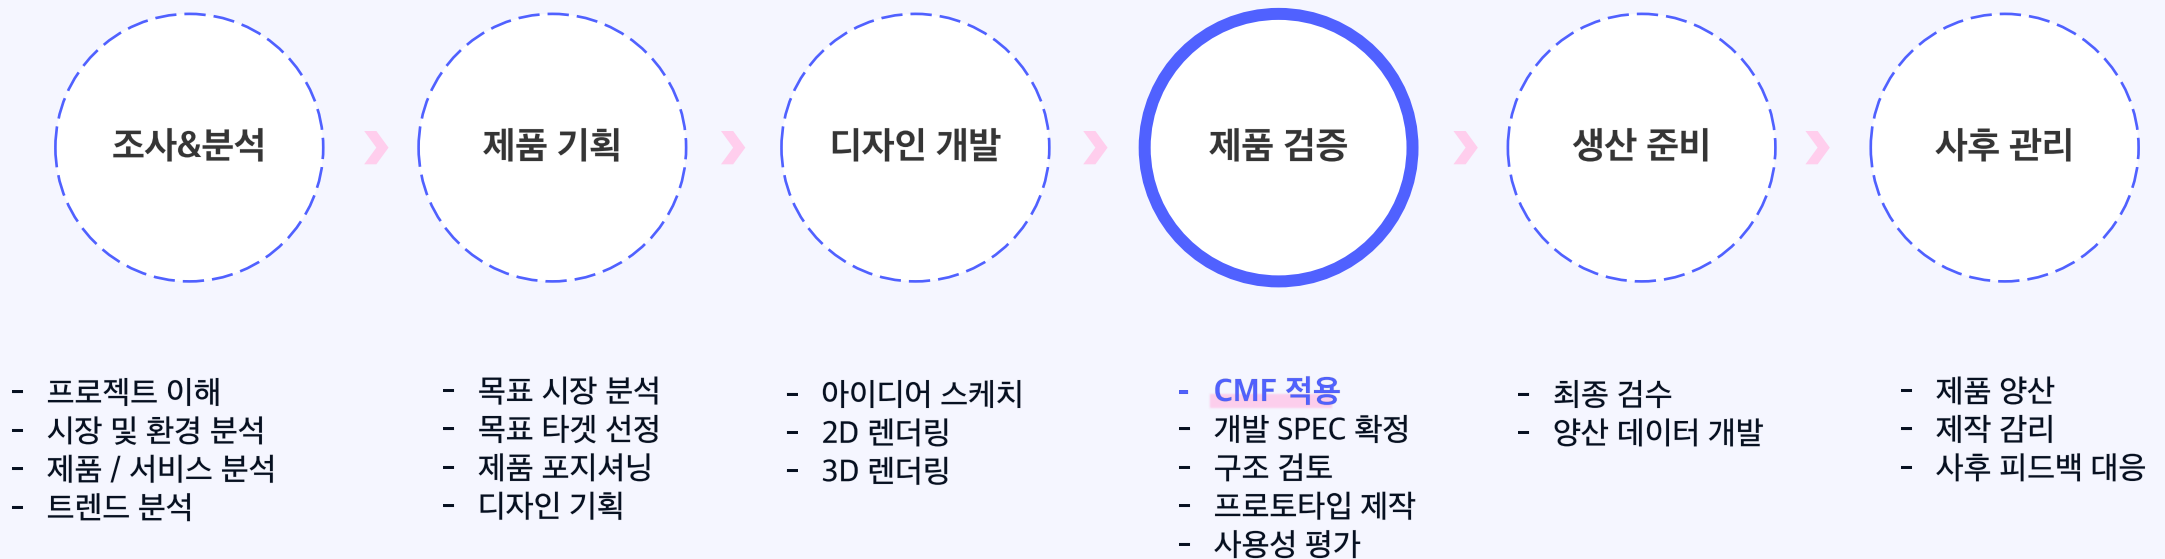 조사&분석
제품 기획
디자인 개발
제품 검증
생산 준비
사후 관리
- 프로젝트 이해
- 시장 및 환경 분석
- 제품 / 서비스 분석
- 트렌드 분석
- 목표 시장 분석
- 목표 타겟 선정
- 제품 포지셔닝
- 디자인 기획
- 아이디어 스케치
- 2D 렌더링
- 3D 렌더링
- CMF 적용
- 개발 SPEC 확정
- 구조 검토
- 프로토타입 제작
- 사용성 평가
- 최종 검수
- 양산 데이터 개발
- 제품 양산
- 제작 감리
- 사후 피드백 대응